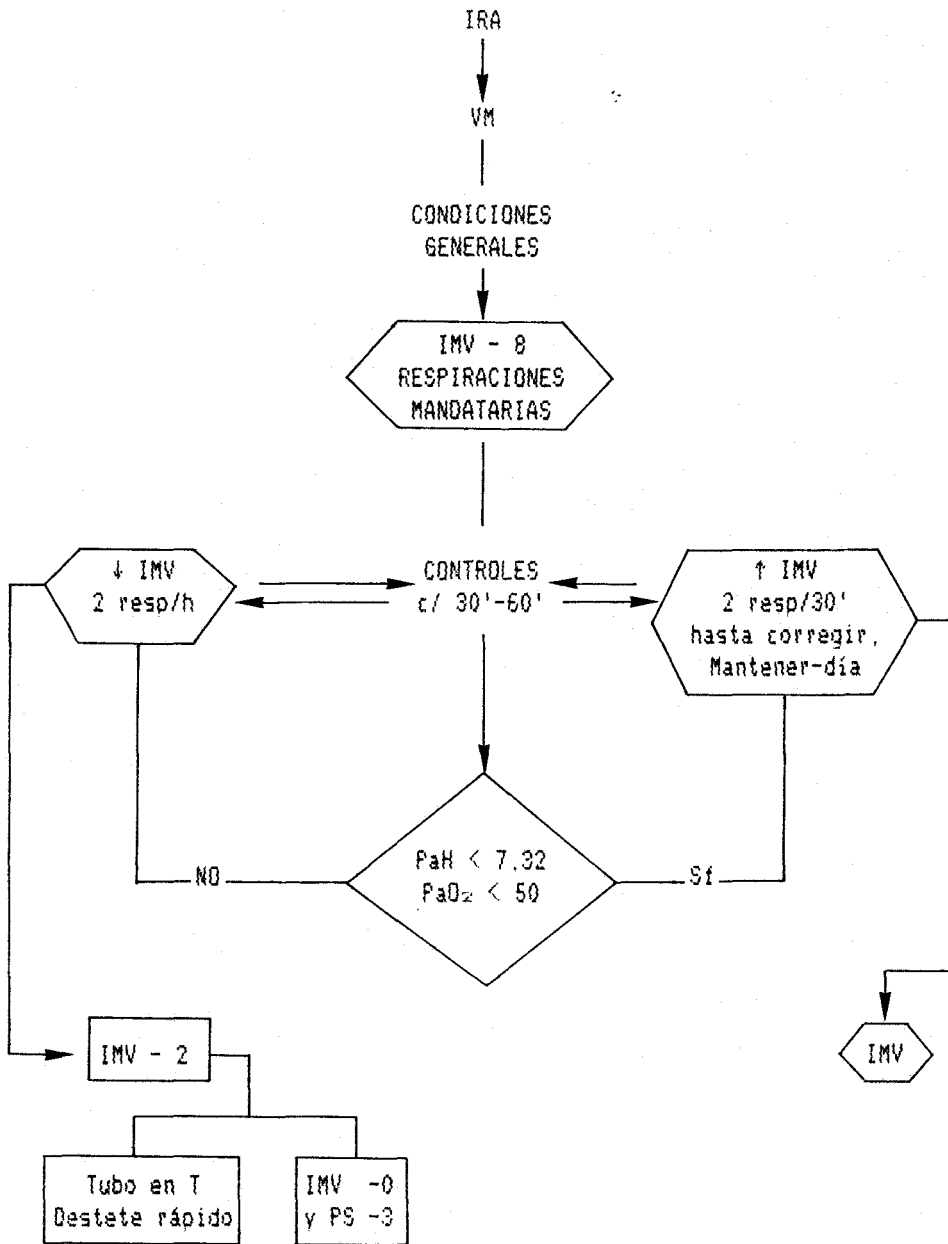 IRA
VM
CONDICIONES
GENERALES
IMV - 8
RESPIRACIONES
MANDATARIAS
↓ IMV
2 resp/h
CONTROLES
c/ 30'-60'
↑ IMV
2 resp/30'
hasta corregir,
Mantener-día
PaH < 7,32
PaO₂ < 50
NO
Sí
IMV - 2
IMV
Tubo en T
Destete rápido
IMV -0
y PS -3